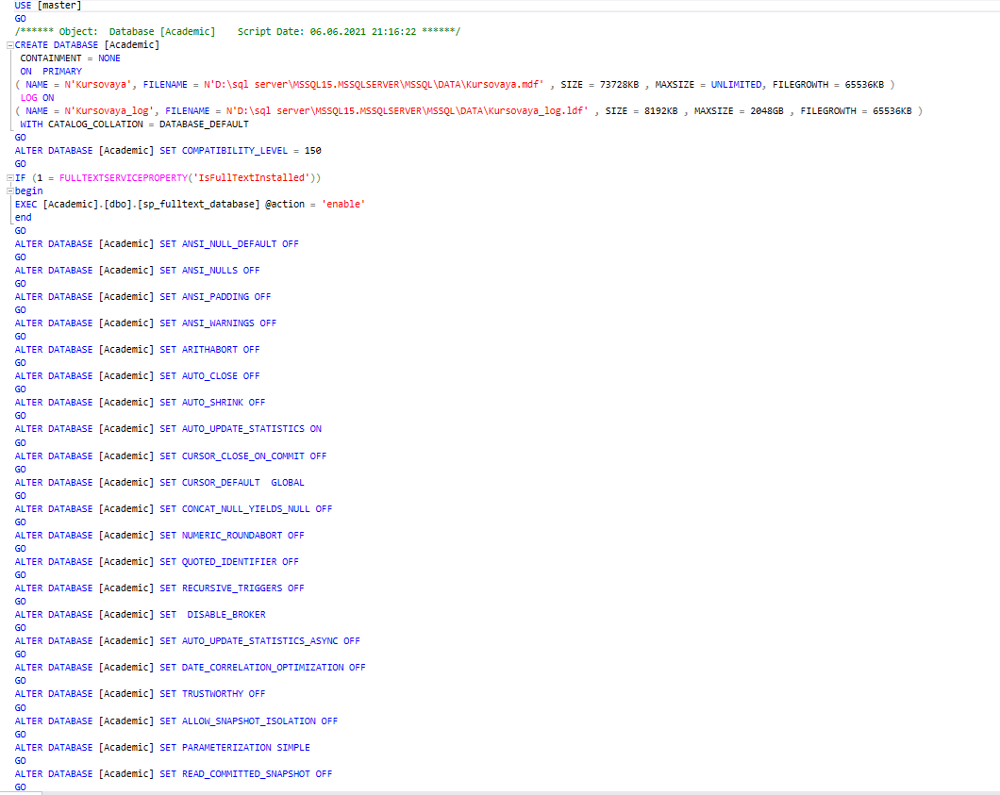 USE [master]
GO
/****** Object:  Database [Academic]    Script Date: 06.06.2021 21:16:22 ******/
CREATE DATABASE [Academic]
 CONTAINMENT = NONE
 ON  PRIMARY
( NAME = N'Kursovaya', FILENAME = N'D:\sql server\MSSQL15.MSSQLSERVER\MSSQL\DATA\Kursovaya.mdf' , SIZE = 73728KB , MAXSIZE = UNLIMITED, FILEGROWTH = 65536KB )
 LOG ON
( NAME = N'Kursovaya_log', FILENAME = N'D:\sql server\MSSQL15.MSSQLSERVER\MSSQL\DATA\Kursovaya_log.ldf' , SIZE = 8192KB , MAXSIZE = 2048GB , FILEGROWTH = 65536KB )
 WITH CATALOG_COLLATION = DATABASE_DEFAULT
GO
ALTER DATABASE [Academic] SET COMPATIBILITY_LEVEL = 150
GO
IF (1 = FULLTEXTSERVICEPROPERTY('IsFullTextInstalled'))
begin
EXEC [Academic].[dbo].[sp_fulltext_database] @action = 'enable'
end
GO
ALTER DATABASE [Academic] SET ANSI_NULL_DEFAULT OFF
GO
ALTER DATABASE [Academic] SET ANSI_NULLS OFF
GO
ALTER DATABASE [Academic] SET ANSI_PADDING OFF
GO
ALTER DATABASE [Academic] SET ANSI_WARNINGS OFF
GO
ALTER DATABASE [Academic] SET ARITHABORT OFF
GO
ALTER DATABASE [Academic] SET AUTO_CLOSE OFF
GO
ALTER DATABASE [Academic] SET AUTO_SHRINK OFF
GO
ALTER DATABASE [Academic] SET AUTO_UPDATE_STATISTICS ON
GO
ALTER DATABASE [Academic] SET CURSOR_CLOSE_ON_COMMIT OFF
GO
ALTER DATABASE [Academic] SET CURSOR_DEFAULT  GLOBAL
GO
ALTER DATABASE [Academic] SET CONCAT_NULL_YIELDS_NULL OFF
GO
ALTER DATABASE [Academic] SET NUMERIC_ROUNDABORT OFF
GO
ALTER DATABASE [Academic] SET QUOTED_IDENTIFIER OFF
GO
ALTER DATABASE [Academic] SET RECURSIVE_TRIGGERS OFF
GO
ALTER DATABASE [Academic] SET  DISABLE_BROKER
GO
ALTER DATABASE [Academic] SET AUTO_UPDATE_STATISTICS_ASYNC OFF
GO
ALTER DATABASE [Academic] SET DATE_CORRELATION_OPTIMIZATION OFF
GO
ALTER DATABASE [Academic] SET TRUSTWORTHY OFF
GO
ALTER DATABASE [Academic] SET ALLOW_SNAPSHOT_ISOLATION OFF
GO
ALTER DATABASE [Academic] SET PARAMETERIZATION SIMPLE
GO
ALTER DATABASE [Academic] SET READ_COMMITTED_SNAPSHOT OFF
GO